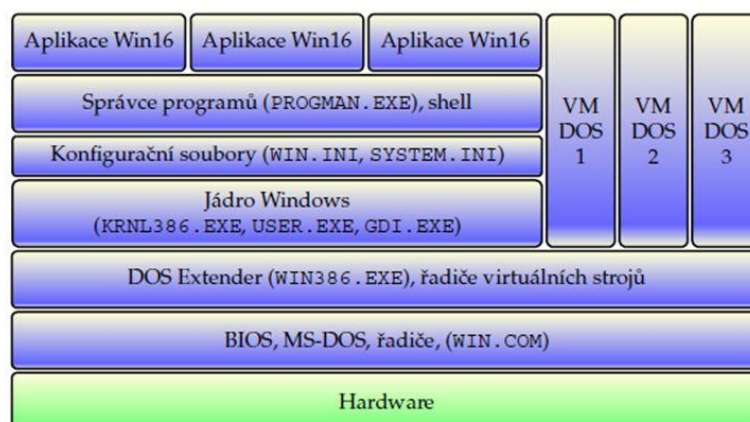 Aplikace Win16
Aplikace Win16
Aplikace Win16
Správce programů (PROGMAN.EXE), shell
Konfigurační soubory (WIN.INI, SYSTEM.INI)
Jádro Windows
(KRNL386.EXE, USER.EXE, GDI.EXE)
VM
DOS
1
VM
DOS
2
VM
DOS
3
DOS Extender (WIN386.EXE), řadiče virtuálních strojů
BIOS, MS-DOS, řadiče, (WIN.COM)
Hardware